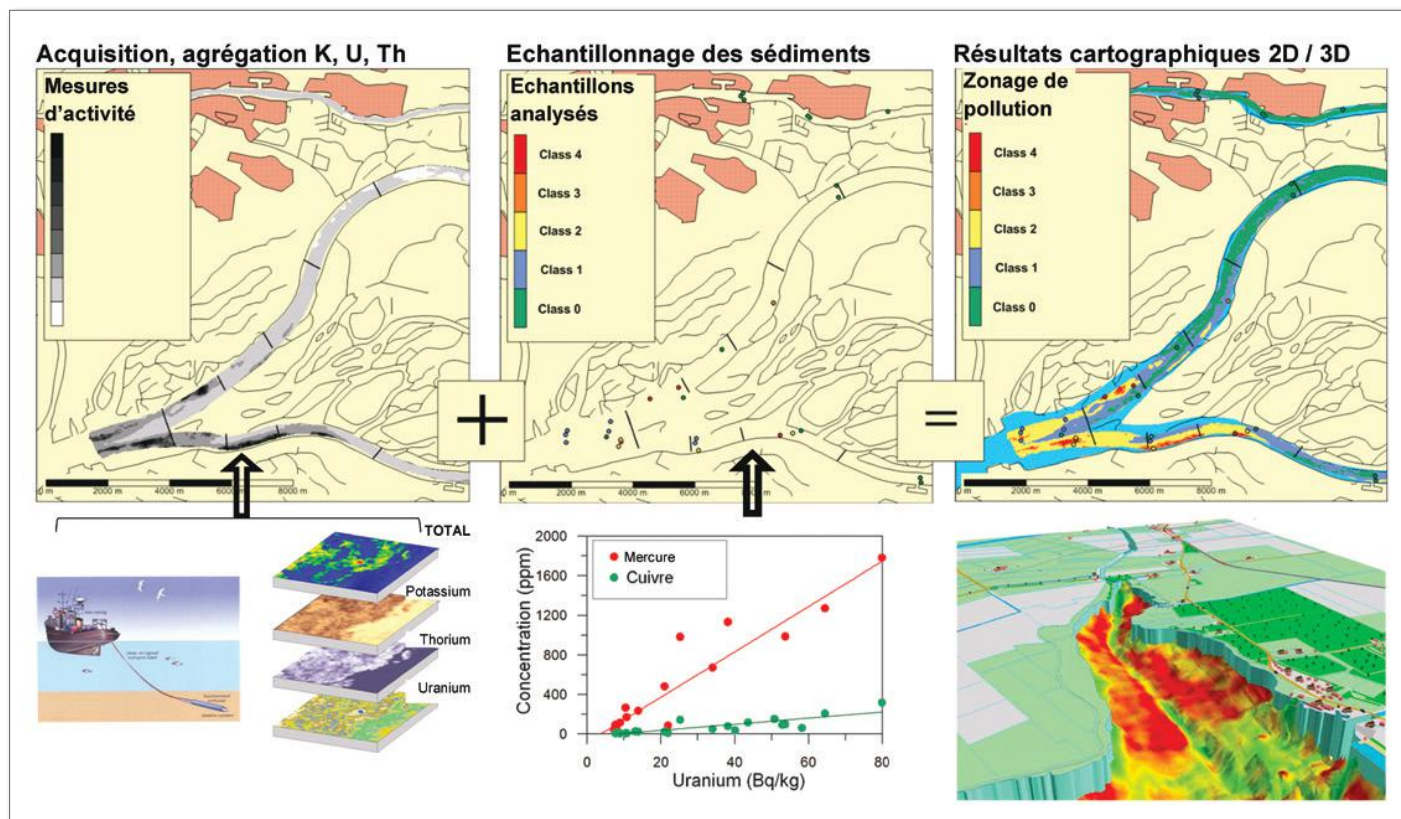 Acquisition, agrégation K, U, Th
Mesures
d'activité
0 m
2000 m
4000 m
6000 m
8000 m
+
Echantillonnage des sédiments
Echantillons
analysés
Class 4
Class 3
Class 2
Class 1
Class 0
0 m
2000 m
4000 m
6000 m
8000 m
=
Résultats cartographiques 2D / 3D
Zonage de
pollution
Class 4
Class 3
Class 2
Class 1
Class 0
0 m
2000 m
4000 m
6000 m
8000 m
TOTAL
Potassium
Thorium
Uranium
Concentration (ppm)
2000
1600
1200
800
400
0
Mercure
Cuivre
0
20
40
60
80
Uranium (Bq/kg)